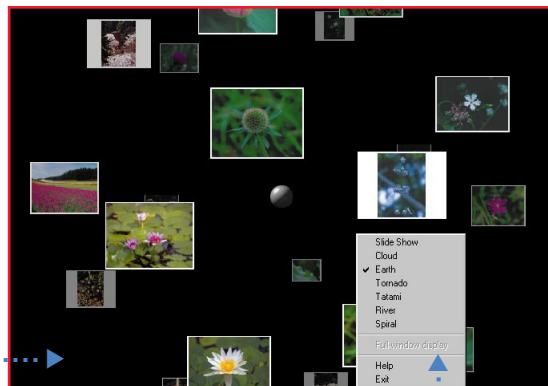 Slide Show
Cloud
Earth
Tornado
Tatami
River
Spiral
Full window display
Help
Exit